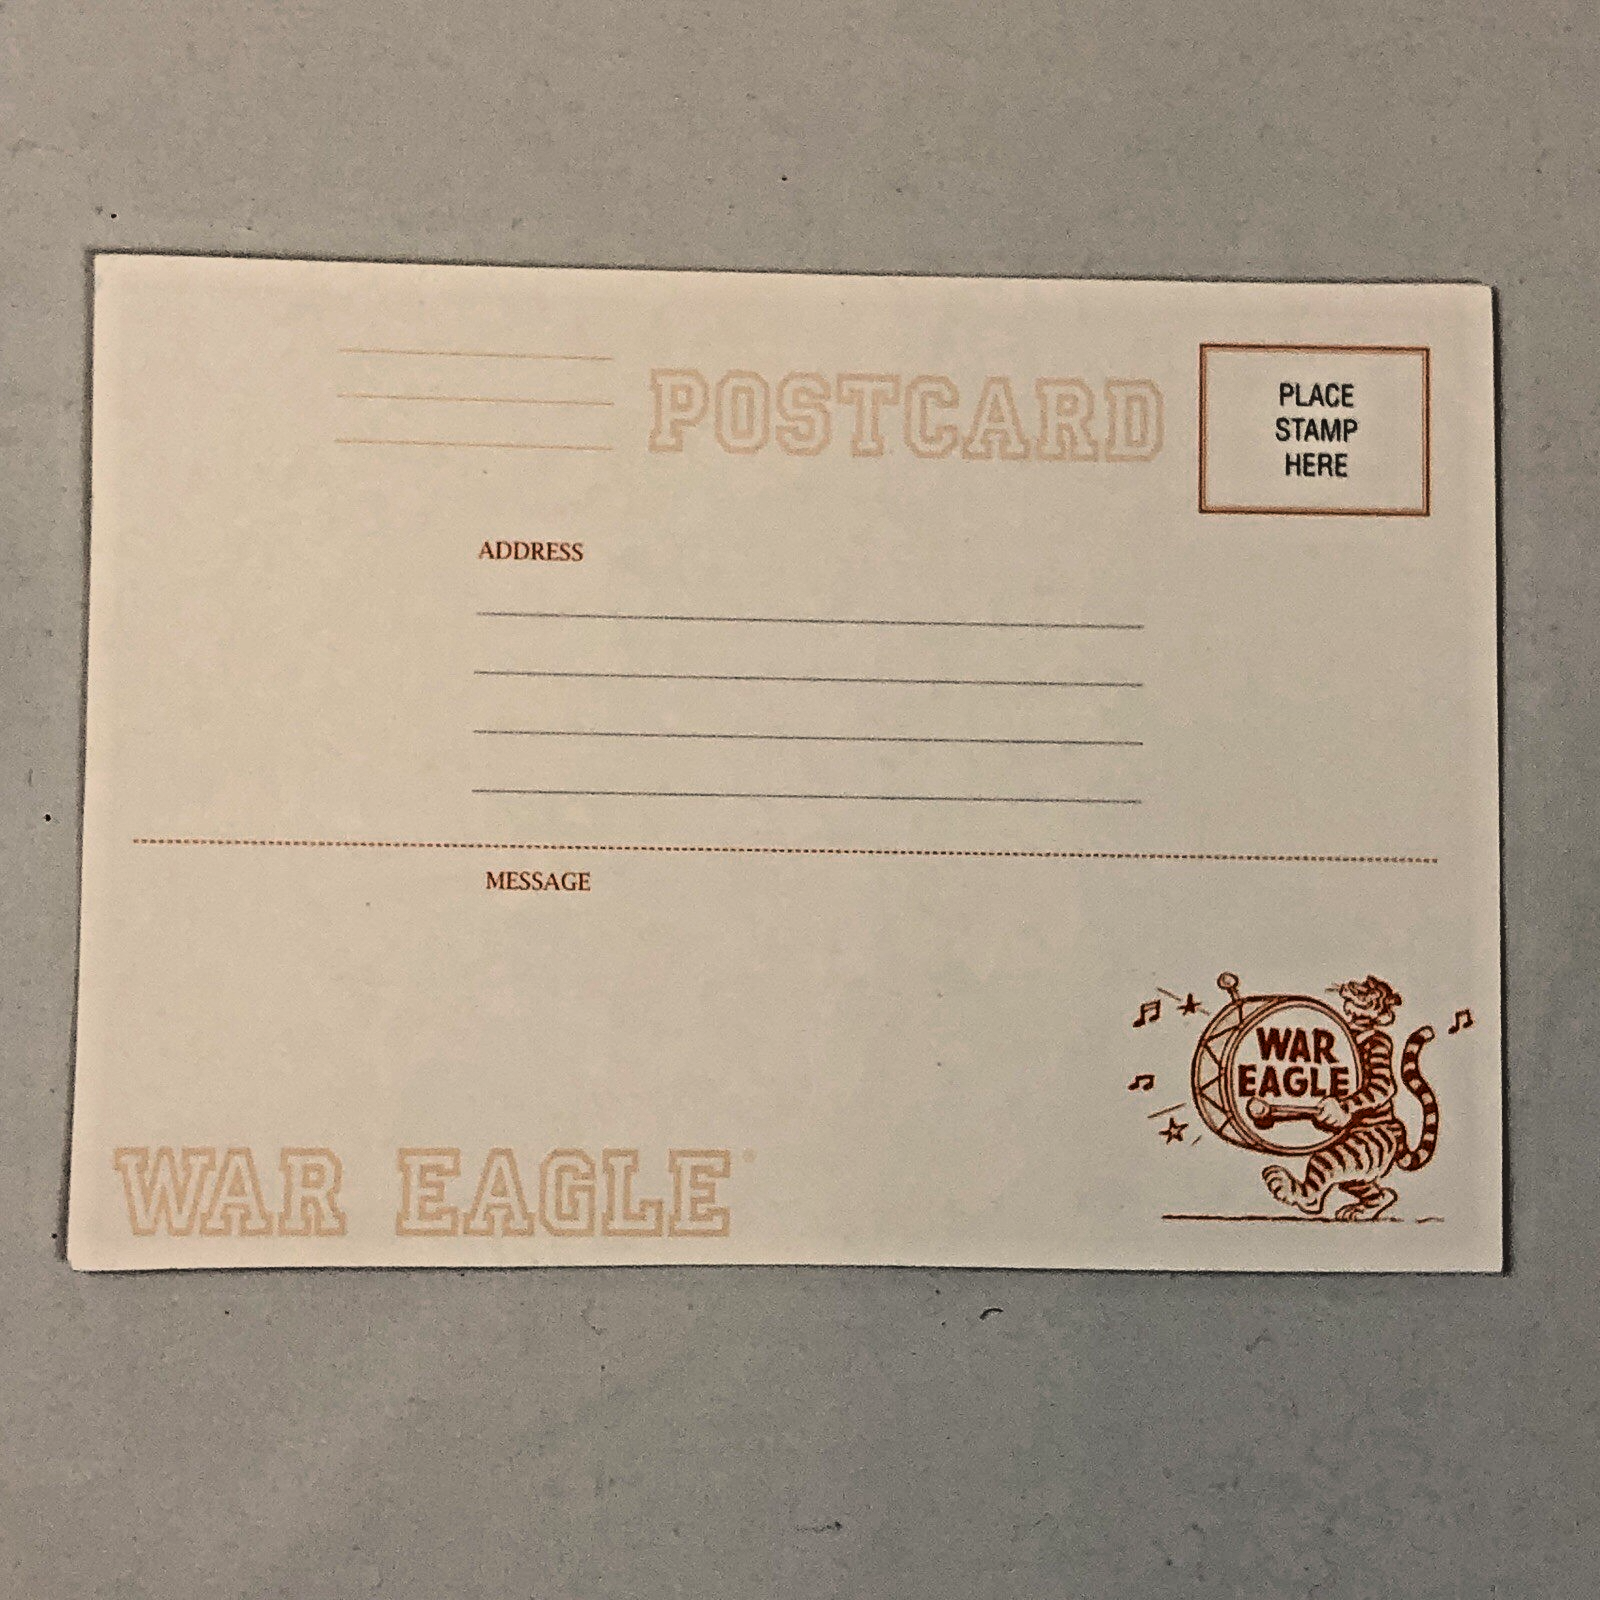 POSTCARD
PLACE
STAMP
HERE
ADDRESS
MESSAGE
WAR
EAGLE
WAR EAGLE